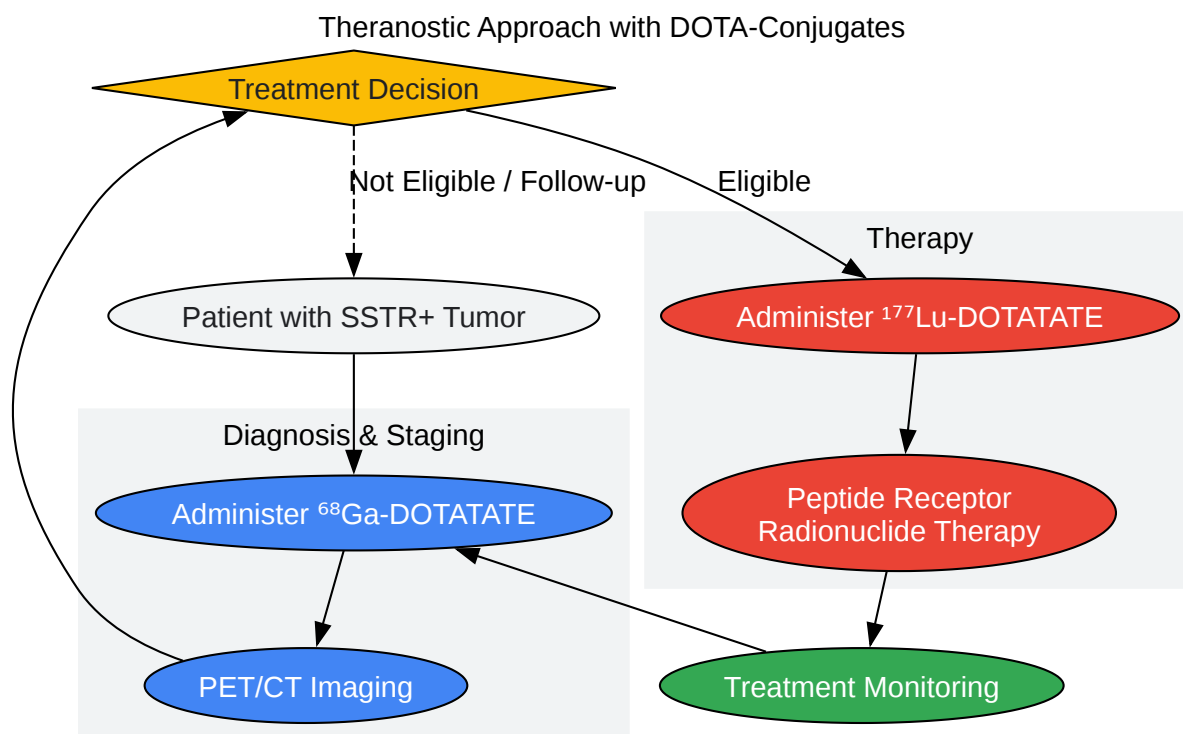 Theranostic Approach with DOTA-Conjugates
Treatment Decision
Not Eligible / Follow-up
Eligible
Therapy
Patient with SSTR+ Tumor
Administer ¹⁷⁷Lu-DOTATATE
Diagnosis & Staging
Administer ⁶⁸Ga-DOTATATE
Peptide Receptor
Radionuclide Therapy
PET/CT Imaging
Treatment Monitoring